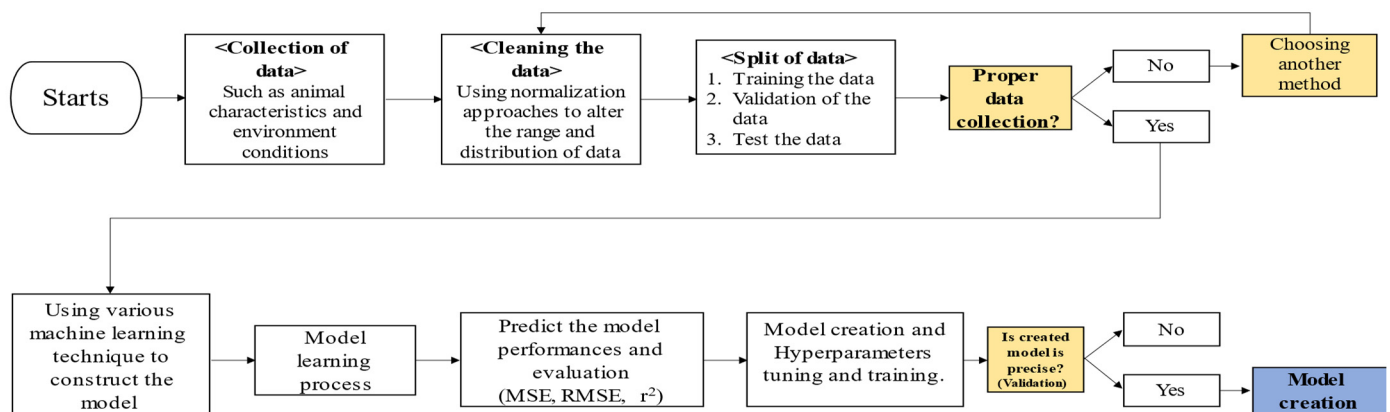 Starts
<Collection of
data>
Such as animal
characteristics and
environment
conditions
<Cleaning the
data>
Using normalization
approaches to alter
the range and
distribution of data
<Split of data>
1. Training the data
2. Validation of the
data
3. Test the data
Proper
data
collection?
No
Yes
Choosing
another
method
Using various
machine learning
technique to
construct the
model
Model
learning
process
Predict the model
performances and
evaluation
(MSE, RMSE, r²)
Model creation and
Hyperparameters
tuning and training.
Is created
model is
precise?
(Validation)
No
Yes
Model
creation